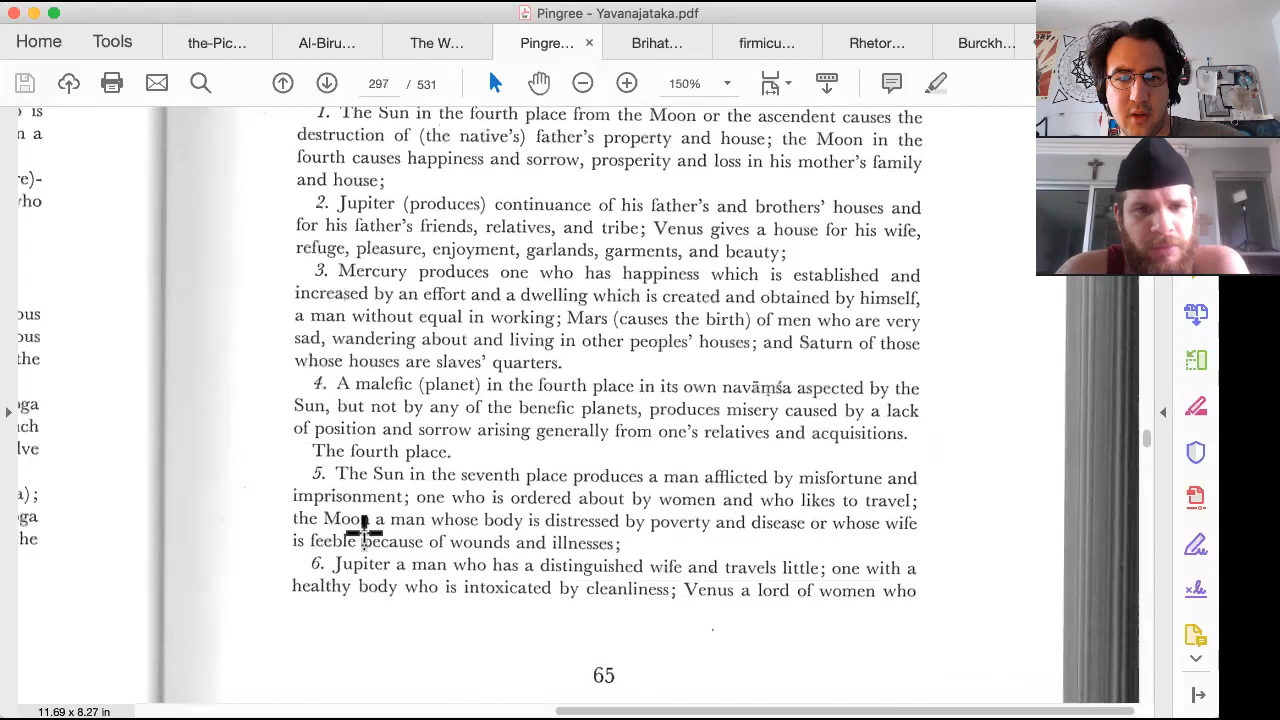 Pingree - Yavanajataka.pdf
Home Tools the-Pic... Al-Biru... The W... Pingre... × Brihat... firmicu... Rhetor... Burckh
297 / 531 150%
is
n a
re)-
who
ous
ous
the
oga
uch
lve
a) ;
oga
he
1. The Sun in the fourth place from the Moon or the ascendent causes the
destruction of (the native's) father's property and house; the Moon in the
fourth causes happiness and sorrow, prosperity and loss in his mother's family
and house;
2. Jupiter (produces) continuance of his father's and brothers' houses and
for his father's friends, relatives, and tribe; Venus gives a house for his wife,
refuge, pleasure, enjoyment, garlands, garments, and beauty;
3. Mercury produces one who has happiness which is established and
increased by an effort and a dwelling which is created and obtained by himself,
a man without equal in working; Mars (causes the birth) of men who are very
sad, wandering about and living in other peoples' houses; and Saturn of those
whose houses are slaves' quarters.
4. A malefic (planet) in the fourth place in its own navāṃśa aspected by the
Sun, but not by any of the benefic planets, produces misery caused by a lack
of position and sorrow arising generally from one's relatives and acquisitions.
The fourth place.
5. The Sun in the seventh place produces a man afflicted by misfortune and
imprisonment; one who is ordered about by women and who likes to travel;
the Moon a man whose body is distressed by poverty and disease or whose wife
is feeble because of wounds and illnesses;
6. Jupiter a man who has a distinguished wife and travels little; one with a
healthy body who is intoxicated by cleanliness; Venus a lord of women who
65
11.69 x 8.27 in